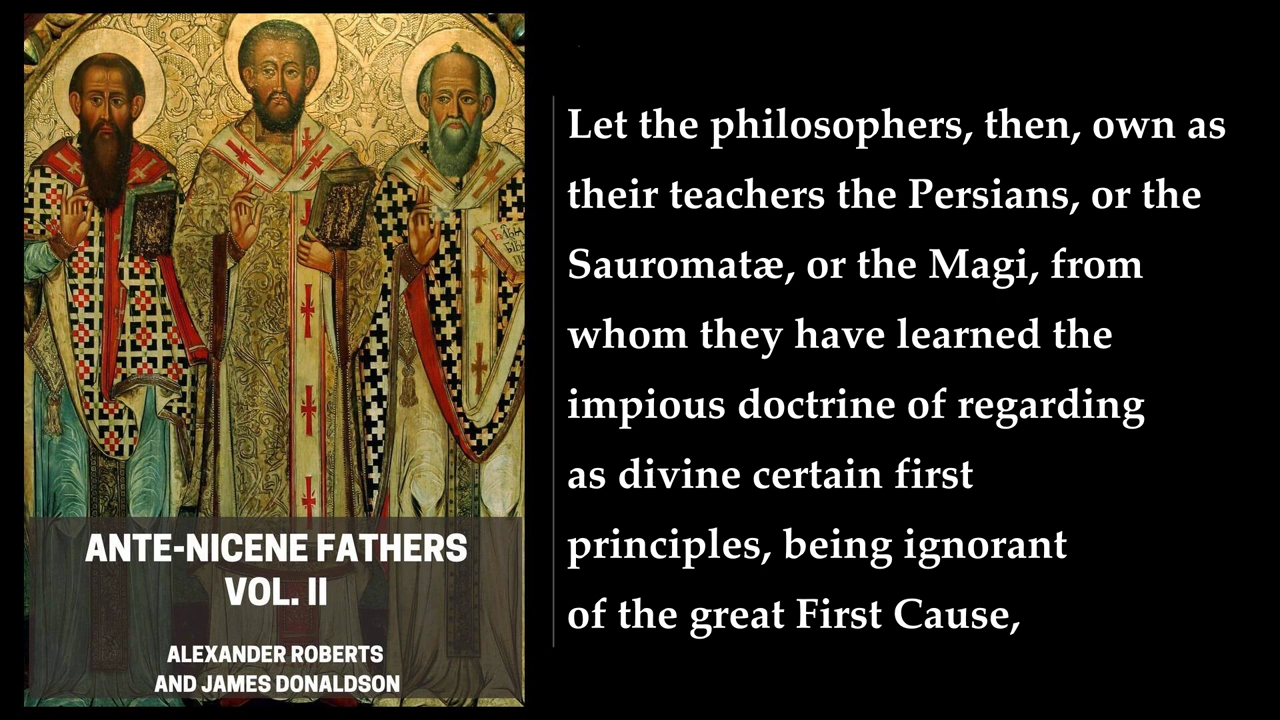 ANTE-NICENE FATHERS
VOL. II
ALEXANDER ROBERTS
AND JAMES DONALDSON
Let the philosophers, then, own as
their teachers the Persians, or the
Sauromatæ, or the Magi, from
whom they have learned the
impious doctrine of regarding
as divine certain first
principles, being ignorant
of the great First Cause,